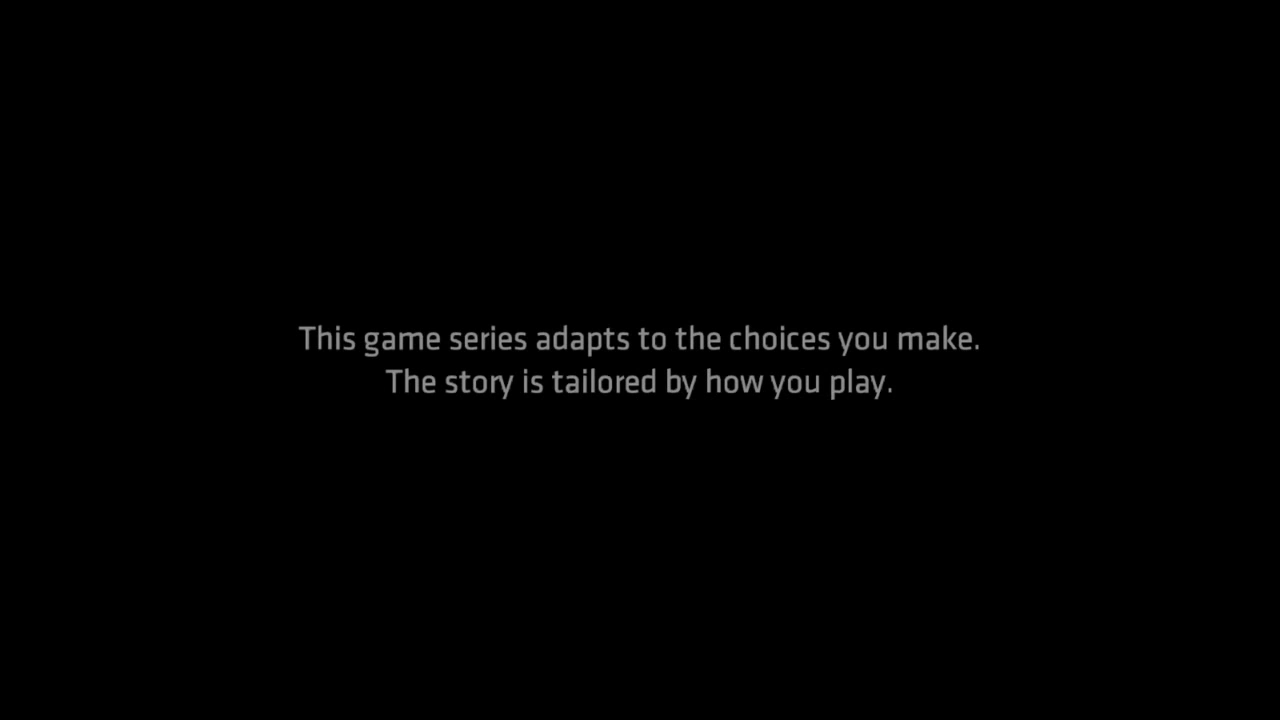 This game series adapts to the choices you make.
The story is tailored by how you play.